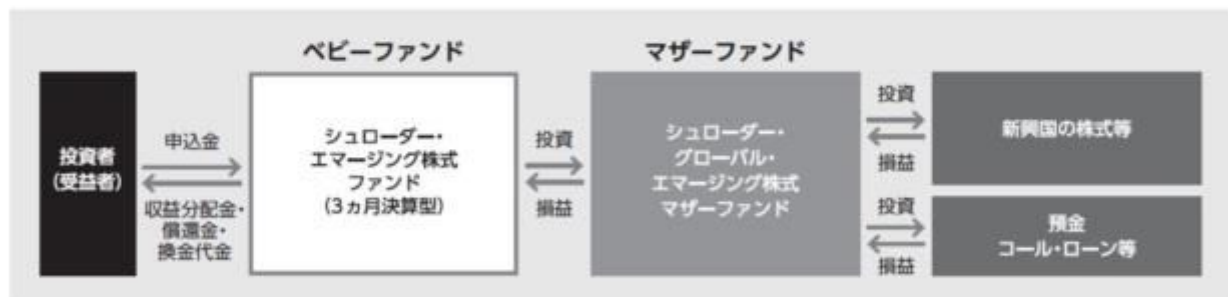 ベビーファンド
マザーファンド
投資者
(受益者)
申込金
収益分配金・
償還金・
換金代金
シュローダー・
エマージング株式
ファンド
(3ヵ月決算型)
投資
損益
シュローダー・
グローバル・
エマージング株式
マザーファンド
投資
損益
新興国の株式等
投資
損益
預金
コール・ローン等